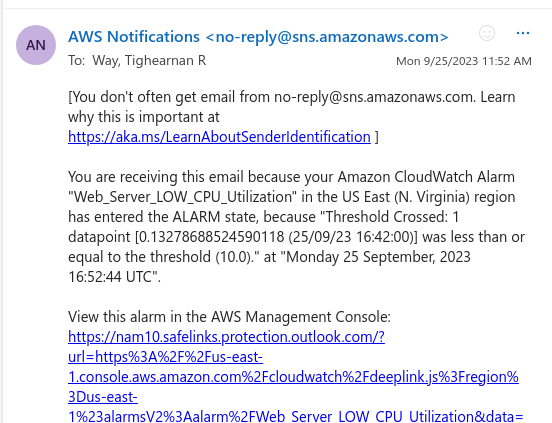 AN
AWS Notifications <no-reply@sns.amazonaws.com>
To: Way, Tighearnan R
Mon 9/25/2023 11:52 AM
[You don't often get email from no-reply@sns.amazonaws.com. Learn
why this is important at
https://aka.ms/LearnAboutSenderIdentification ]
You are receiving this email because your Amazon CloudWatch Alarm
"Web_Server_LOW_CPU_Utilization" in the US East (N. Virginia) region
has entered the ALARM state, because "Threshold Crossed: 1
datapoint [0.13278688524590118 (25/09/23 16:42:00)] was less than or
equal to the threshold (10.0)." at "Monday 25 September, 2023
16:52:44 UTC".
View this alarm in the AWS Management Console:
https://nam10.safelinks.protection.outlook.com/?
url=https%3A%2F%2Fus-east-
1.console.aws.amazon.com%2Fcloudwatch%2Fdeeplink.js%3Fregion%
3Dus-east-
1%23alarmsV2%3Aalarm%2FWeb_Server_LOW_CPU_Utilization&data=